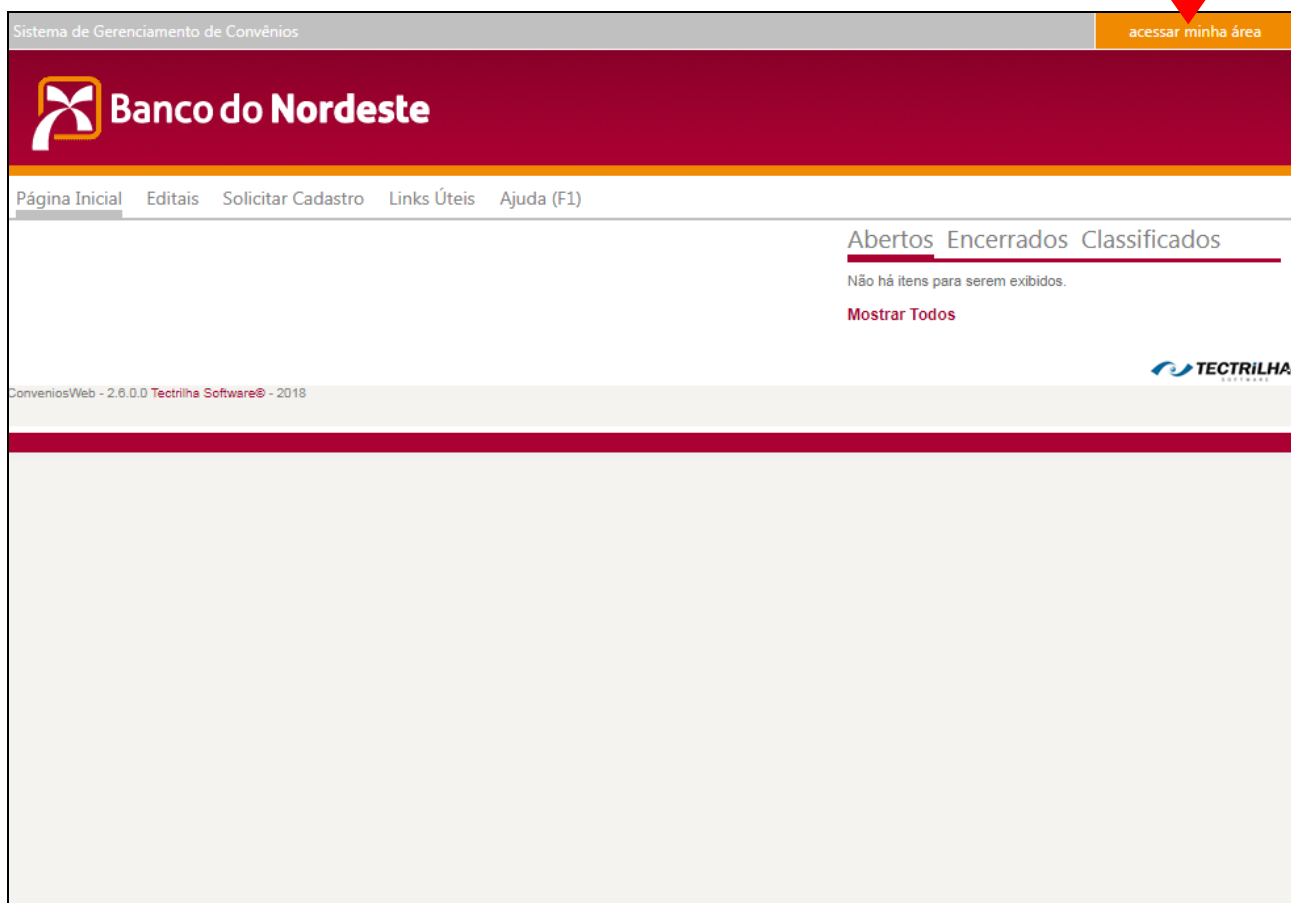 Sistema de Gerenciamento de Convênios
acessar minha área
Banco do Nordeste
Página Inicial Editais Solicitar Cadastro Links Úteis Ajuda (F1)
Abertos Encerrados Classificados
Não há itens para serem exibidos.
Mostrar Todos
TECTRiLHA
SOFTWARE
ConveniosWeb - 2.6.0.0 Tectrilha Software® - 2018